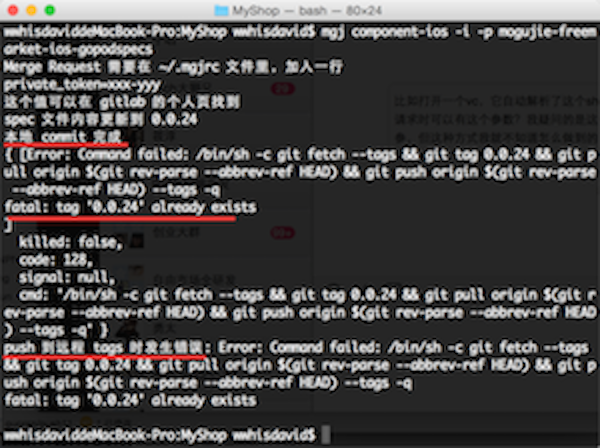 MyShop — bash — 80×24
wwhisdaviddeMacBook-Pro:MyShop wwhisdavid$ mgj component-ios -i -p mogujie-freem
arket-ios-gopodspecs
Merge Request 需要在 ~/.mgjrc 文件里，加入一行
private_token=xxx-yyy
这个值可以在 gitlab 的个人页找到
spec 文件内容更新到 0.0.24
本地 commit 完成
{ [Error: Command failed: /bin/sh -c git fetch --tags && git tag 0.0.24 && git p
ull origin $(git rev-parse --abbrev-ref HEAD) && git push origin $(git rev-parse
--abbrev-ref HEAD) --tags -q
fatal: tag '0.0.24' already exists
]
killed: false,
code: 128,
signal: null,
cmd: '/bin/sh -c git fetch --tags && git tag 0.0.24 && git pull origin $(git r
ev-parse --abbrev-ref HEAD) && git push origin $(git rev-parse --abbrev-ref HEAD
) --tags -q' }
push 到远程 tags 时发生错误: Error: Command failed: /bin/sh -c git fetch --tags
&& git tag 0.0.24 && git pull origin $(git rev-parse --abbrev-ref HEAD) && git p
ush origin $(git rev-parse --abbrev-ref HEAD) --tags -q
fatal: tag '0.0.24' already exists
wwhisdaviddeMacBook-Pro:MyShop wwhisdavid$